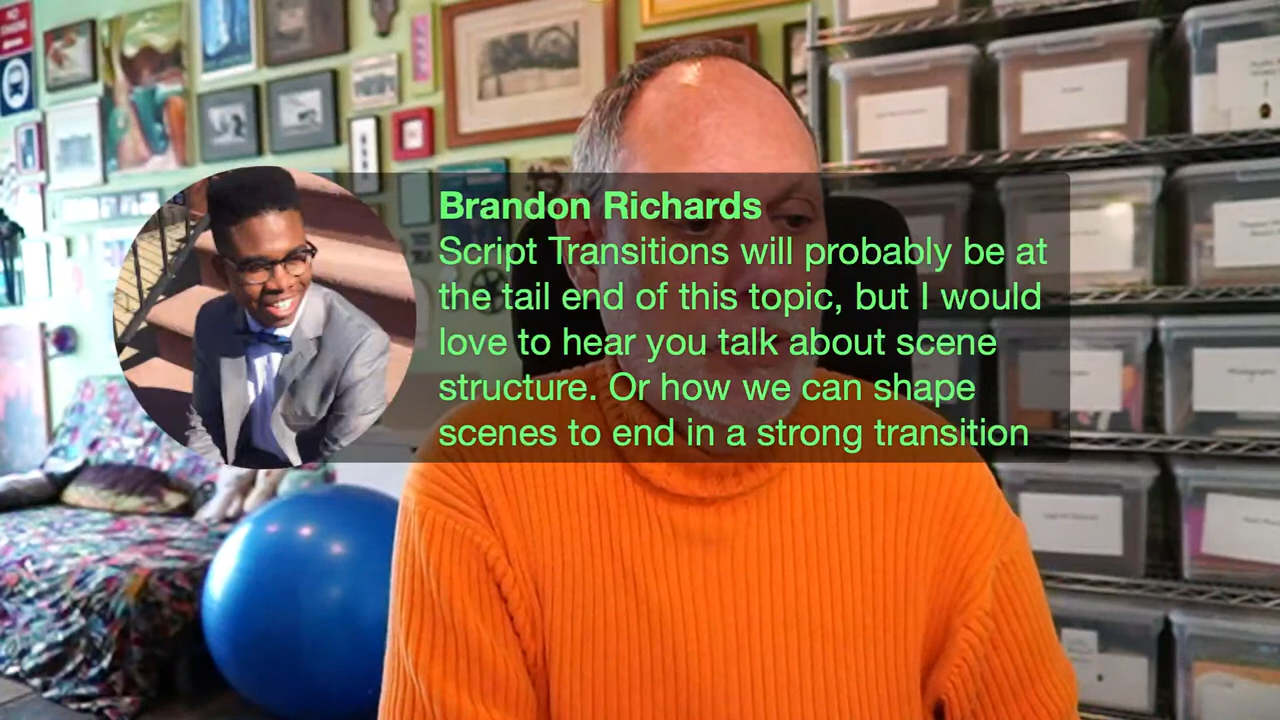 NO
Brandon Richards
Script Transitions will probably be at
the tail end of this topic, but I would
love to hear you talk about scene
structure. Or how we can shape
scenes to end in a strong transition